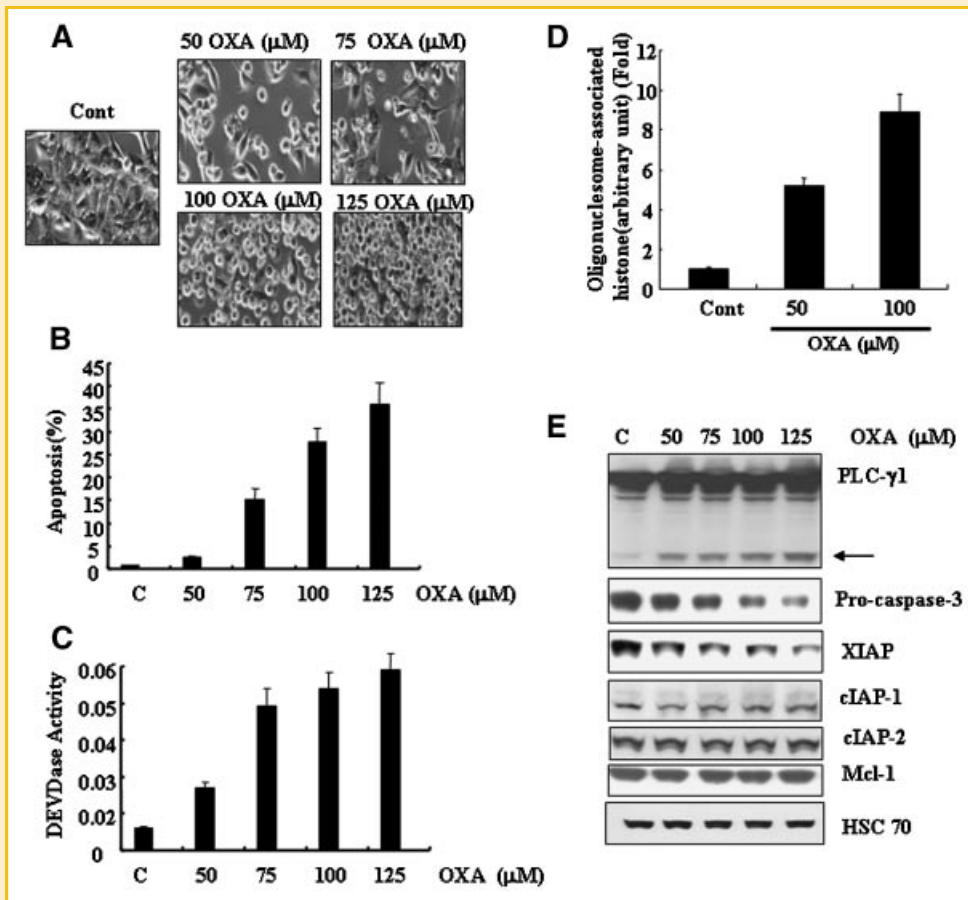 A
50 OXA (μM)
75 OXA (μM)
Cont
100 OXA (μM)
125 OXA (μM)
B
Apoptosis(%)
45
40
35
30
25
20
15
10
5
0
C 50 75 100 125 OXA (μM)
C
DEVDase Activity
0.06
0.05
0.04
0.03
0.02
0
C 50 75 100 125 OXA (μM)
D
Oligonuclesome-associated
histone(arbitrary unit) (Fold)
12
10
8
6
4
2
0
Cont 50 100
OXA (μM)
E
C 50 75 100 125 OXA (μM)
PLC-γ1
Pro-caspase-3
XIAP
cIAP-1
cIAP-2
Mcl-1
HSC 70